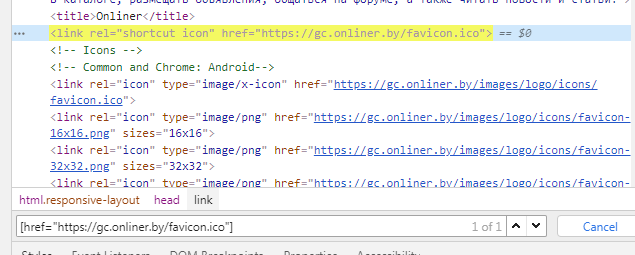 в каталоге, размещать объявления, общаться на форуме, а также читать новости и статьи. >
<title>Onliner</title>
··· <link rel="shortcut icon" href="https://gc.onliner.by/favicon.ico"> == $0
<!-- Icons -->
<!-- Common and Chrome: Android-->
<link rel="icon" type="image/x-icon" href="https://gc.onliner.by/images/logo/icons/
favicon.ico">
<link rel="icon" type="image/png" href="https://gc.onliner.by/images/logo/icons/favicon-
16x16.png" sizes="16x16">
<link rel="icon" type="image/png" href="https://gc.onliner.by/images/logo/icons/favicon-
32x32.png" sizes="32x32">
<link rel="icon" type="image/png" href="https://gc.onliner.by/images/logo/icons/favicon-
html.responsive-layout head link
[href="https://gc.onliner.by/favicon.ico"] 1 of 1 Cancel
Styles Event Listeners DOM Breakpoints Properties Accessibility